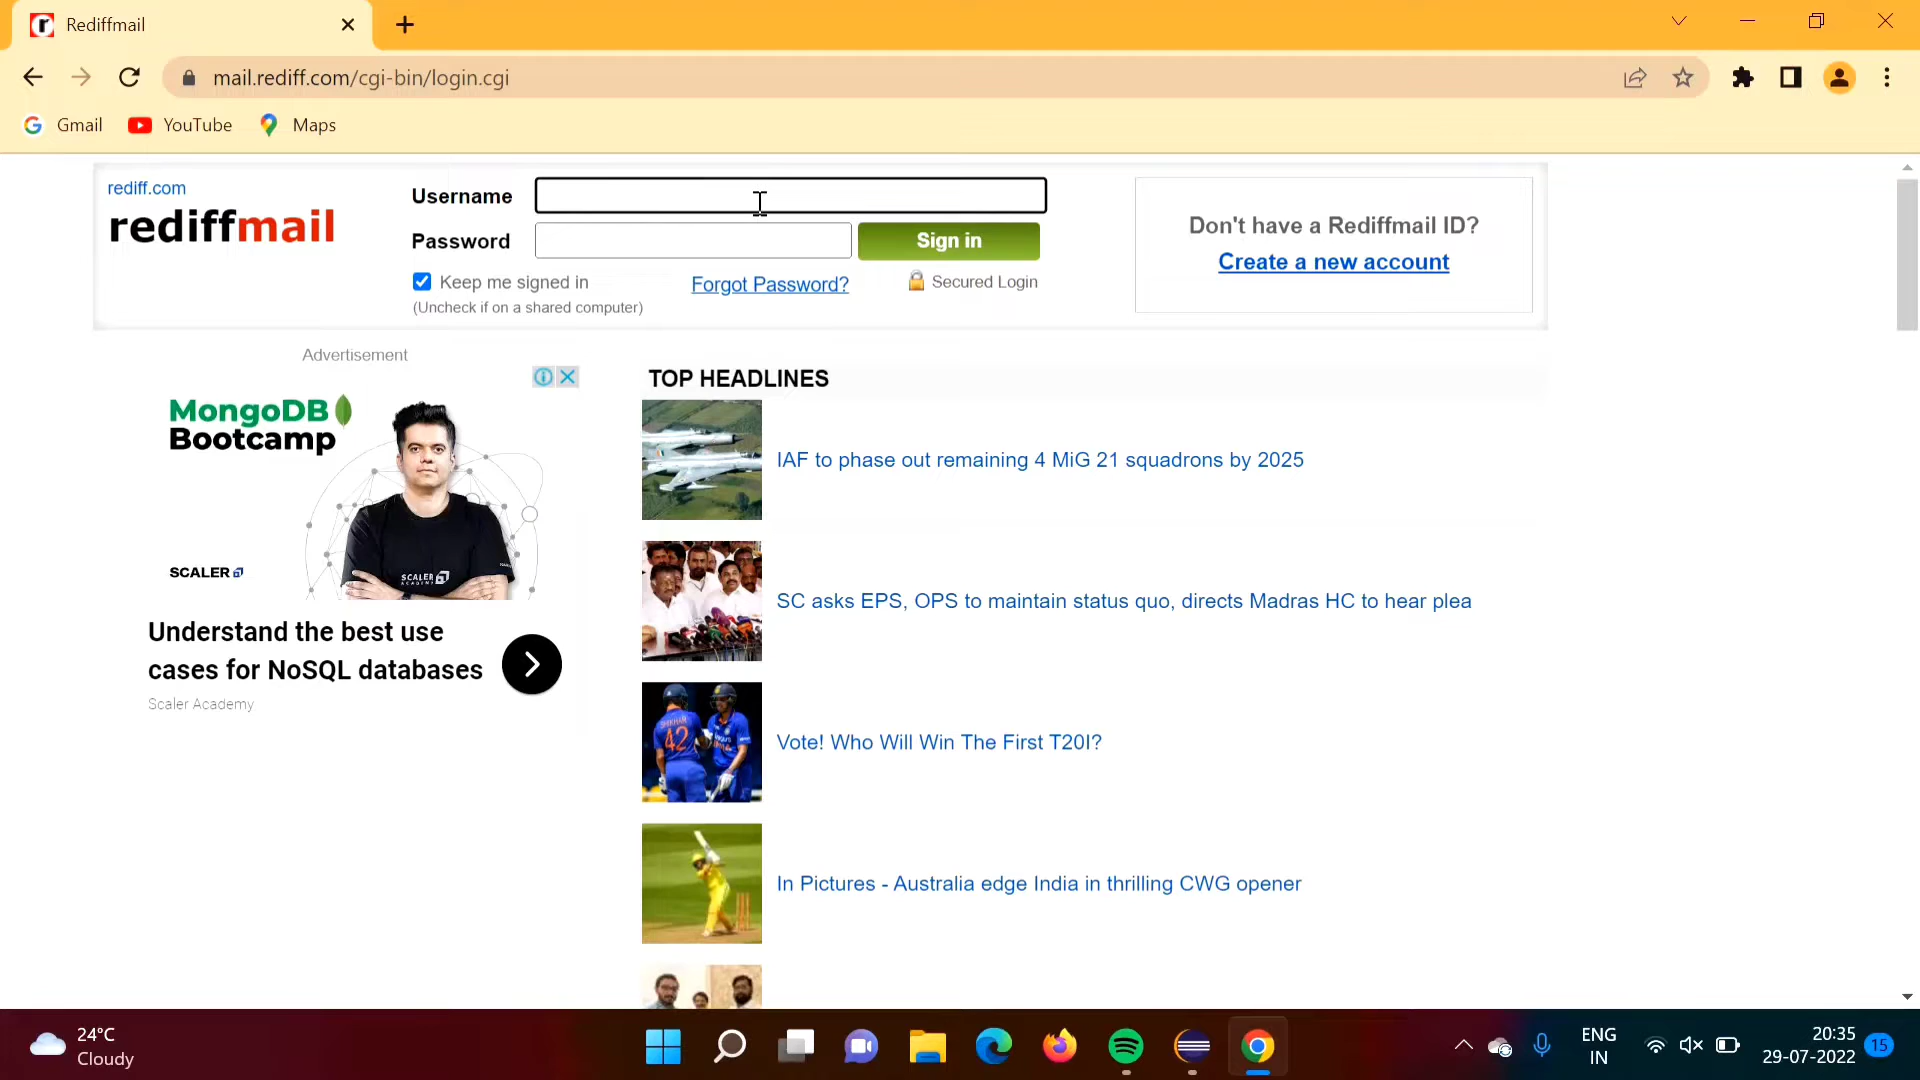 Rediffmail
mail.rediff.com/cgi-bin/login.cgi
Gmail YouTube Maps
rediff.com
rediffmail
Username
Password
Sign in
Keep me signed in
(Uncheck if on a shared computer)
Forgot Password?
Secured Login
Don't have a Rediffmail ID?
Create a new account
Advertisement
MongoDB
Bootcamp
SCALER
SCALER
ACADEMY
Understand the best use
cases for NoSQL databases
Scaler Academy
TOP HEADLINES
IAF to phase out remaining 4 MiG 21 squadrons by 2025
SC asks EPS, OPS to maintain status quo, directs Madras HC to hear plea
42
Vote! Who Will Win The First T20I?
In Pictures - Australia edge India in thrilling CWG opener
24°C
Cloudy
ENG
IN
20:35
29-07-2022
15